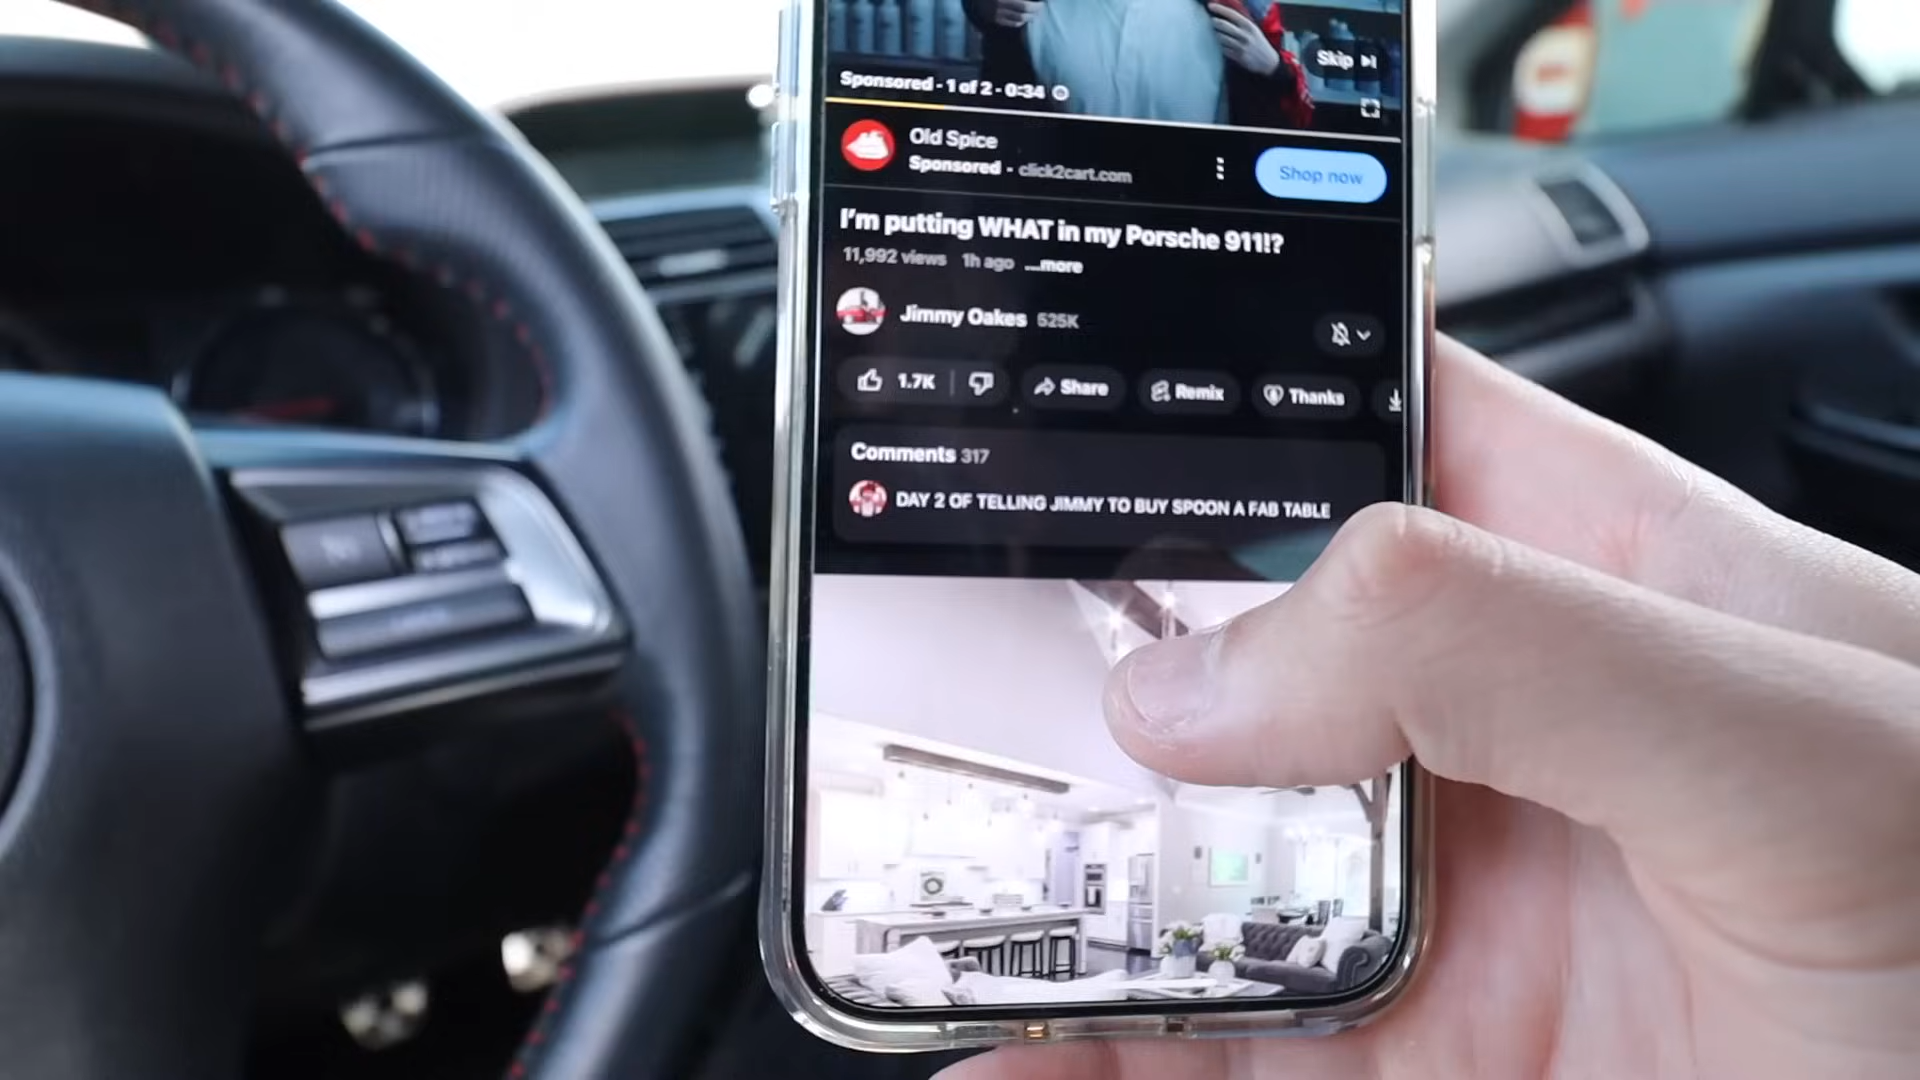 Skip
Sponsored · 1 of 2 · 0:34
Old Spice
Sponsored · click2cart.com
Shop now
I'm putting WHAT in my Porsche 911!?
11,992 views 1h ago ...more
Jimmy Oakes 525K
1.7K Share Remix Thanks
Comments 317
DAY 2 OF TELLING JIMMY TO BUY SPOON A FAB TABLE